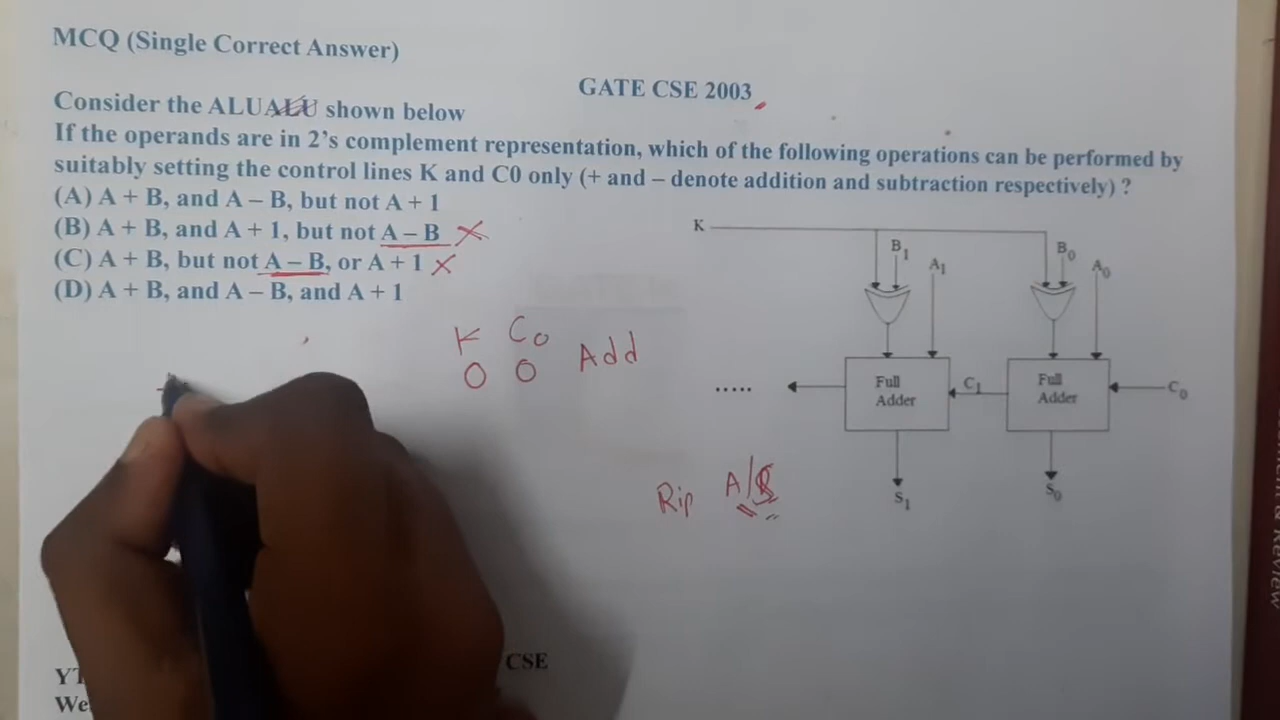 MCQ (Single Correct Answer)
GATE CSE 2003
Consider the ALUALU shown below
If the operands are in 2's complement representation, which of the following operations can be performed by
suitably setting the control lines K and C0 only (+ and – denote addition and subtraction respectively) ?
(A) A + B, and A – B, but not A + 1
(B) A + B, and A + 1, but not A – B
(C) A + B, but not A – B, or A + 1
(D) A + B, and A – B, and A + 1
K
B1
A1
B0
A0
K C0
0 0 Add
Full
Adder
C1
Full
Adder
C0
.....
S1
S0
Rip A/S
CSE
YT
We